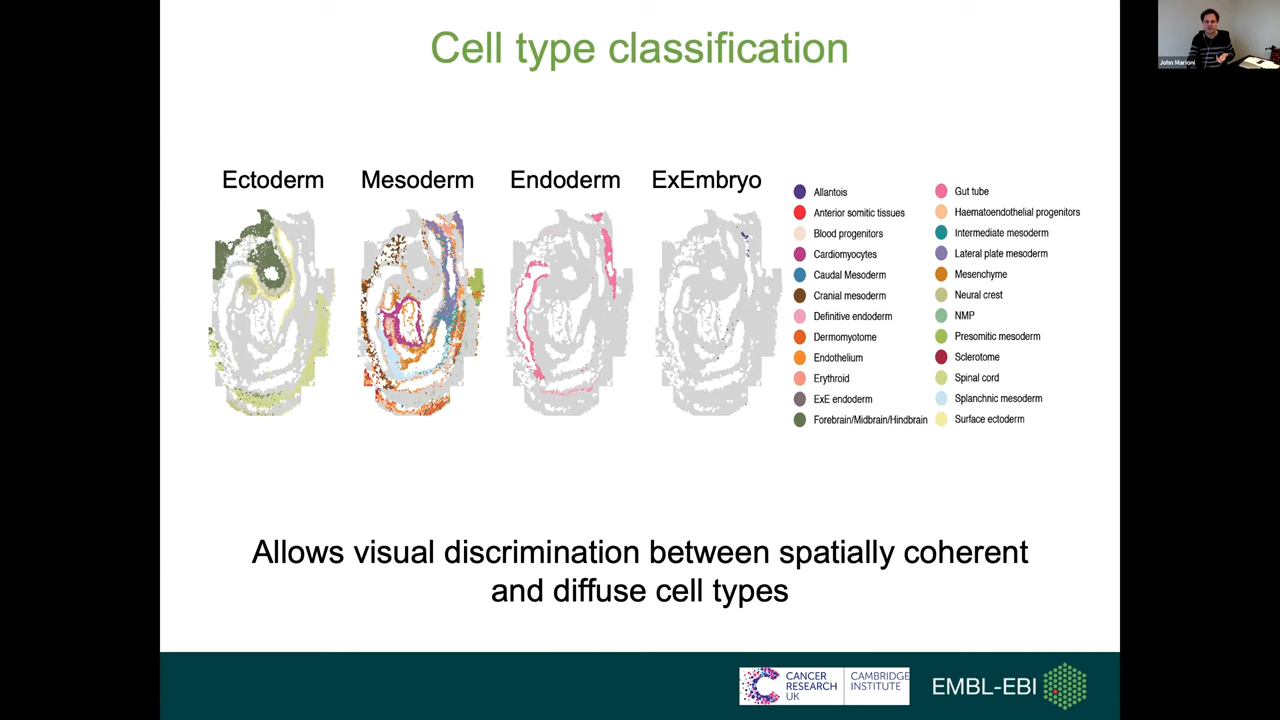 Cell type classification
John Marioni
Ectoderm
Mesoderm
Endoderm
ExEmbryo
Allantois
Anterior somitic tissues
Blood progenitors
Cardiomyocytes
Caudal Mesoderm
Cranial mesoderm
Definitive endoderm
Dermomyotome
Endothelium
Erythroid
ExE endoderm
Forebrain/Midbrain/Hindbrain
Gut tube
Haematoendothelial progenitors
Intermediate mesoderm
Lateral plate mesoderm
Mesenchyme
Neural crest
NMP
Presomitic mesoderm
Sclerotome
Spinal cord
Splanchnic mesoderm
Surface ectoderm
Allows visual discrimination between spatially coherent
and diffuse cell types
CANCER
RESEARCH
UK
CAMBRIDGE
INSTITUTE
EMBL-EBI